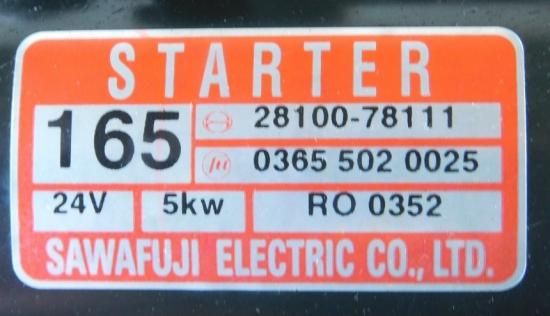 STARTER
165
28100-78111
0365 502 0025
24V 5kw RO 0352
SAWAFUJI ELECTRIC CO., LTD.